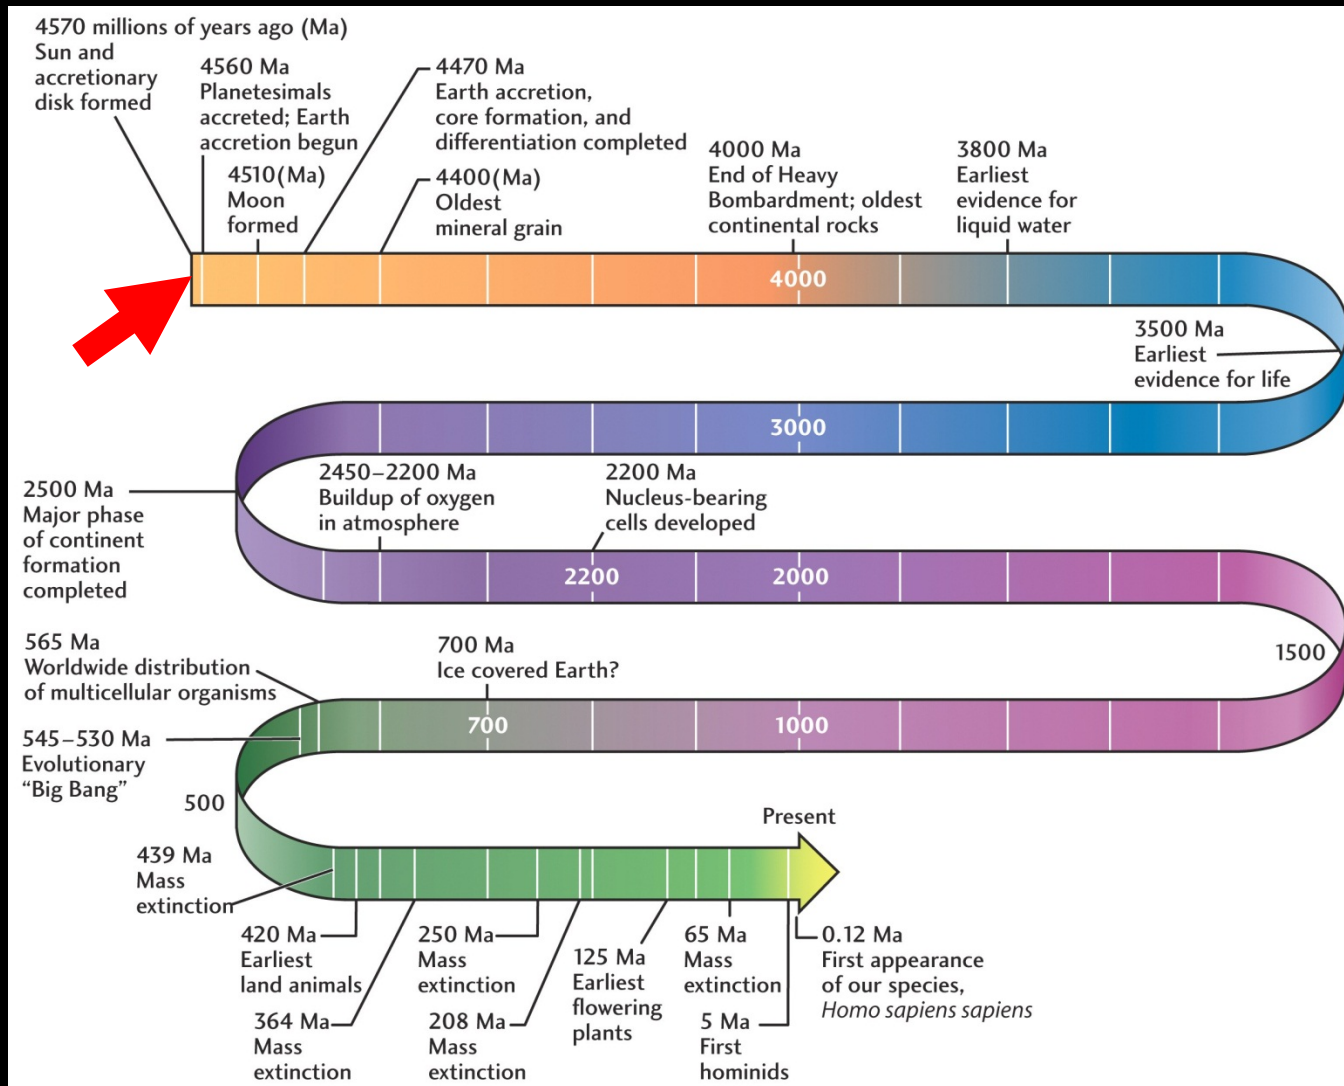 4570 millions of years ago (Ma)
Sun and
accretionary
disk formed
4560 Ma
Planetesimals
accreted; Earth
accretion begun
4510(Ma)
Moon
formed
4470 Ma
Earth accretion,
core formation, and
differentiation completed
4400(Ma)
Oldest
mineral grain
4000 Ma
End of Heavy
Bombardment; oldest
continental rocks
3800 Ma
Earliest
evidence for
liquid water
4000
3500 Ma
Earliest
evidence for life
3000
2500 Ma
Major phase
of continent
formation
completed
2450–2200 Ma
Buildup of oxygen
in atmosphere
2200 Ma
Nucleus-bearing
cells developed
2200
2000
1500
565 Ma
Worldwide distribution
of multicellular organisms
700 Ma
Ice covered Earth?
700
1000
545–530 Ma
Evolutionary
“Big Bang”
500
Present
439 Ma
Mass
extinction
420 Ma
Earliest
land animals
364 Ma
Mass
extinction
250 Ma
Mass
extinction
208 Ma
Mass
extinction
125 Ma
Earliest
flowering
plants
65 Ma
Mass
extinction
5 Ma
First
hominids
0.12 Ma
First appearance
of our species,
Homo sapiens sapiens